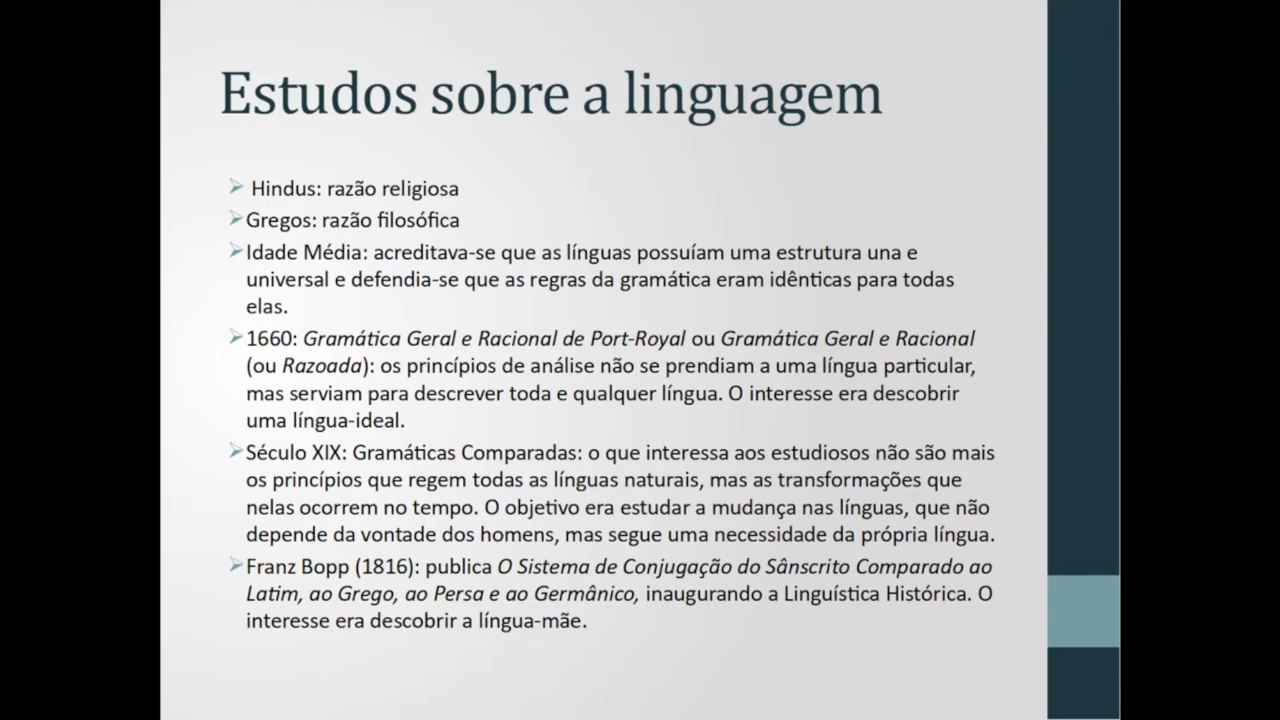 Estudos sobre a linguagem
Hindus: razão religiosa
Gregos: razão filosófica
Idade Média: acreditava-se que as línguas possuíam uma estrutura una e
universal e defendia-se que as regras da gramática eram idênticas para todas
elas.
1660: Gramática Geral e Racional de Port-Royal ou Gramática Geral e Racional
(ou Razoada): os princípios de análise não se prendiam a uma língua particular,
mas serviam para descrever toda e qualquer língua. O interesse era descobrir
uma língua-ideal.
Século XIX: Gramáticas Comparadas: o que interessa aos estudiosos não são mais
os princípios que regem todas as línguas naturais, mas as transformações que
nelas ocorrem no tempo. O objetivo era estudar a mudança nas línguas, que não
depende da vontade dos homens, mas segue uma necessidade da própria língua.
Franz Bopp (1816): publica O Sistema de Conjugação do Sânscrito Comparado ao
Latim, ao Grego, ao Persa e ao Germânico, inaugurando a Linguística Histórica. O
interesse era descobrir a língua-mãe.